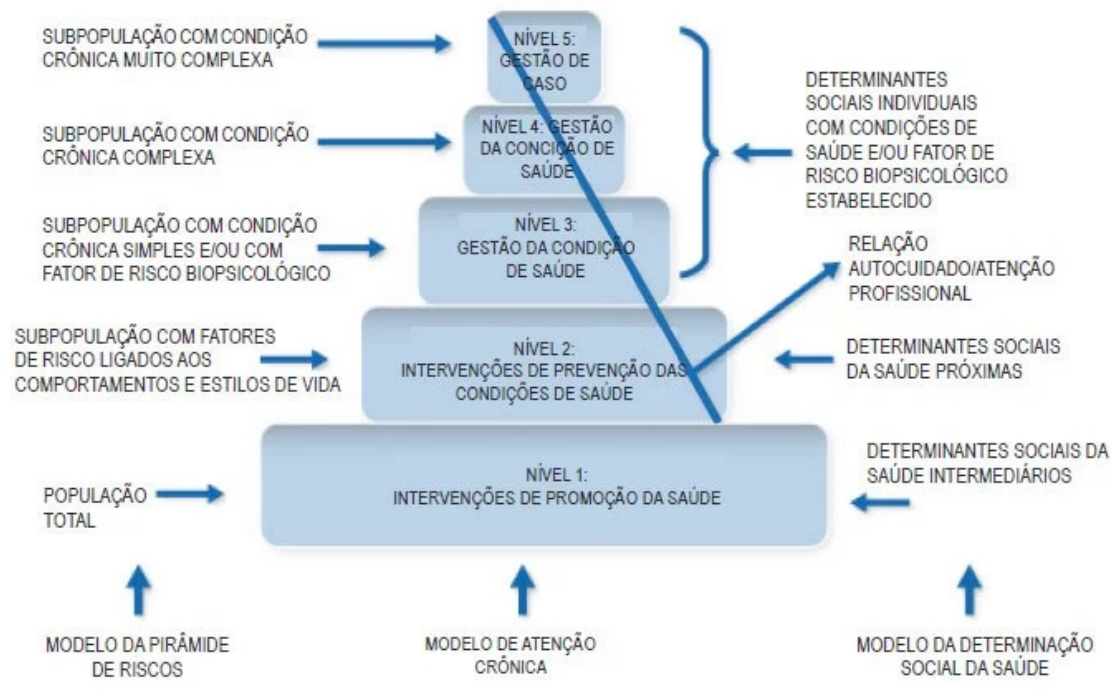 SUBPOPULAÇÃO COM CONDIÇÃO
CRÔNICA MUITO COMPLEXA
NÍVEL 5:
GESTÃO DE
CASO
DETERMINANTES
SOCIAIS INDIVIDUAIS
COM CONDIÇÕES DE
SAÚDE E/OU FATOR DE
RISCO BIOPSICOLÓGICO
ESTABELECIDO
SUBPOPULAÇÃO COM CONDIÇÃO
CRÔNICA COMPLEXA
NÍVEL 4: GESTÃO
DA CONCIÇÃO DE
SAÚDE
SUBPOPULAÇÃO COM CONDIÇÃO
CRÔNICA SIMPLES E/OU COM
FATOR DE RISCO BIOPSICOLÓGICO
NÍVEL 3:
GESTÃO DA CONDIÇÃO
DE SAÚDE
RELAÇÃO
AUTOCUIDADO/ATENÇÃO
PROFISSIONAL
SUBPOPULAÇÃO COM FATORES
DE RISCO LIGADOS AOS
COMPORTAMENTOS E ESTILOS DE VIDA
NÍVEL 2:
INTERVENÇÕES DE PREVENÇÃO DAS
CONDIÇÕES DE SAÚDE
DETERMINANTES SOCIAIS
DA SAÚDE PRÓXIMAS
POPULAÇÃO
TOTAL
NÍVEL 1:
INTERVENÇÕES DE PROMOÇÃO DA SAÚDE
DETERMINANTES SOCIAIS DA
SAÚDE INTERMEDIÁRIOS
MODELO DA PIRÂMIDE
DE RISCOS
MODELO DE ATENÇÃO
CRÔNICA
MODELO DA DETERMINAÇÃO
SOCIAL DA SAÚDE